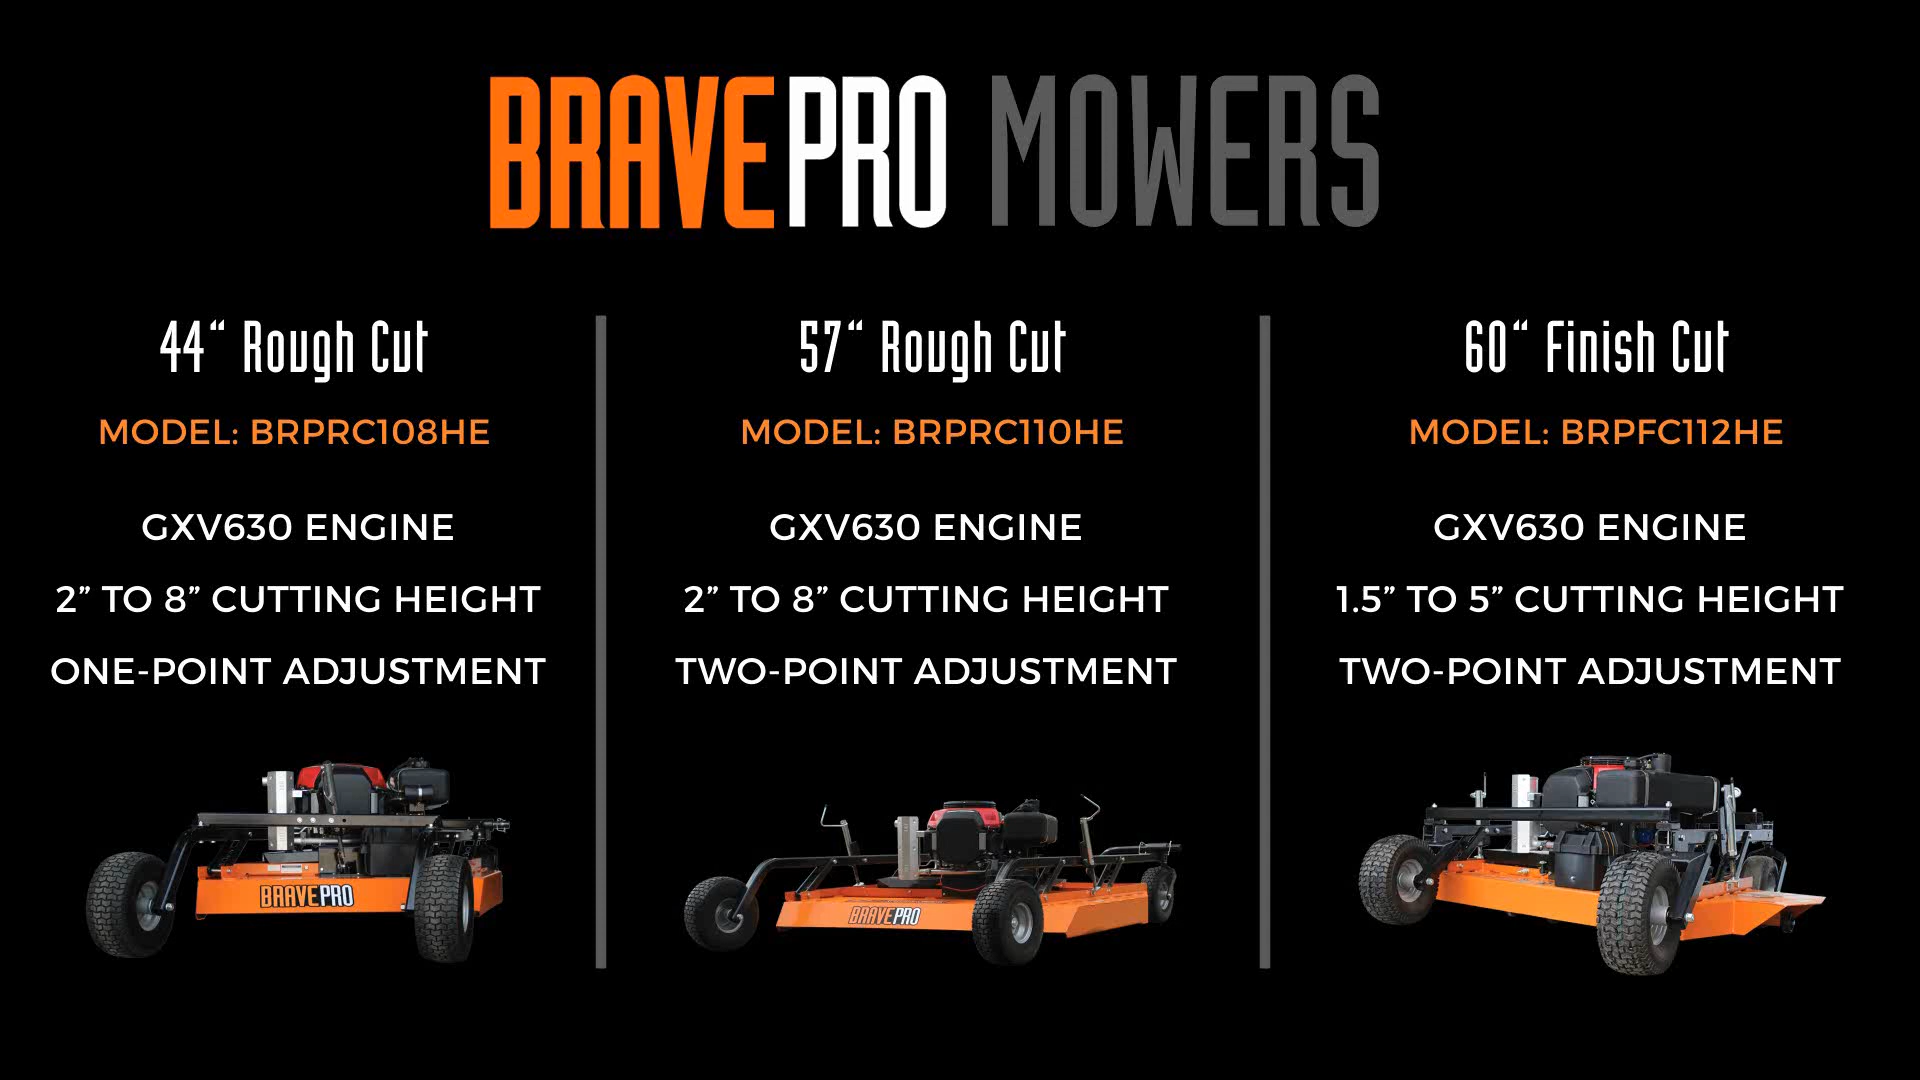 BRAVEPRO MOWERS
44“ Rough Cut
MODEL: BRPRC108HE
GXV630 ENGINE
2” TO 8” CUTTING HEIGHT
ONE-POINT ADJUSTMENT
BRAVEPRO
57“ Rough Cut
MODEL: BRPRC110HE
GXV630 ENGINE
2” TO 8” CUTTING HEIGHT
TWO-POINT ADJUSTMENT
BRAVEPRO
60“ Finish Cut
MODEL: BRPFC112HE
GXV630 ENGINE
1.5” TO 5” CUTTING HEIGHT
TWO-POINT ADJUSTMENT